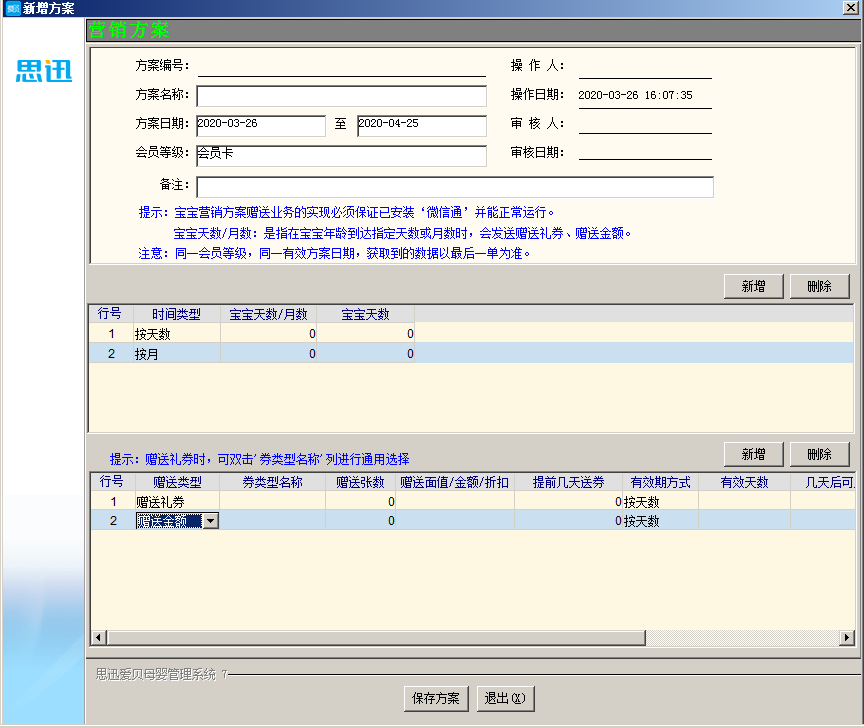 新增方案
营销方案
思迅
方案编号： 操 作 人：
方案名称： 操作日期： 2020-03-26 16:07:35
方案日期： 2020-03-26 至 2020-04-25 审 核 人：
会员等级： 会员卡 审核日期：
备注：
提示：宝宝营销方案赠送业务的实现必须保证已安装‘微信通’并能正常运行。
宝宝天数/月数：是指在宝宝年龄到达指定天数或月数时，会发送赠送礼券、赠送金额。
注意：同一会员等级，同一有效方案日期，获取到的数据以最后一单为准。
新增 删除
行号 时间类型 宝宝天数/月数 宝宝天数
1 按天数 0 0
2 按月 0 0
提示：赠送礼券时，可双击'券类型名称'列进行通用选择
新增 删除
行号 赠送类型 券类型名称 赠送张数 赠送面值/金额/折扣 提前几天送券 有效期方式 有效天数 几天后可
1 赠送礼券 0 0 按天数
2 赠送金额 0 0 按天数
思迅爱贝母婴管理系统 7
保存方案 退出(X)